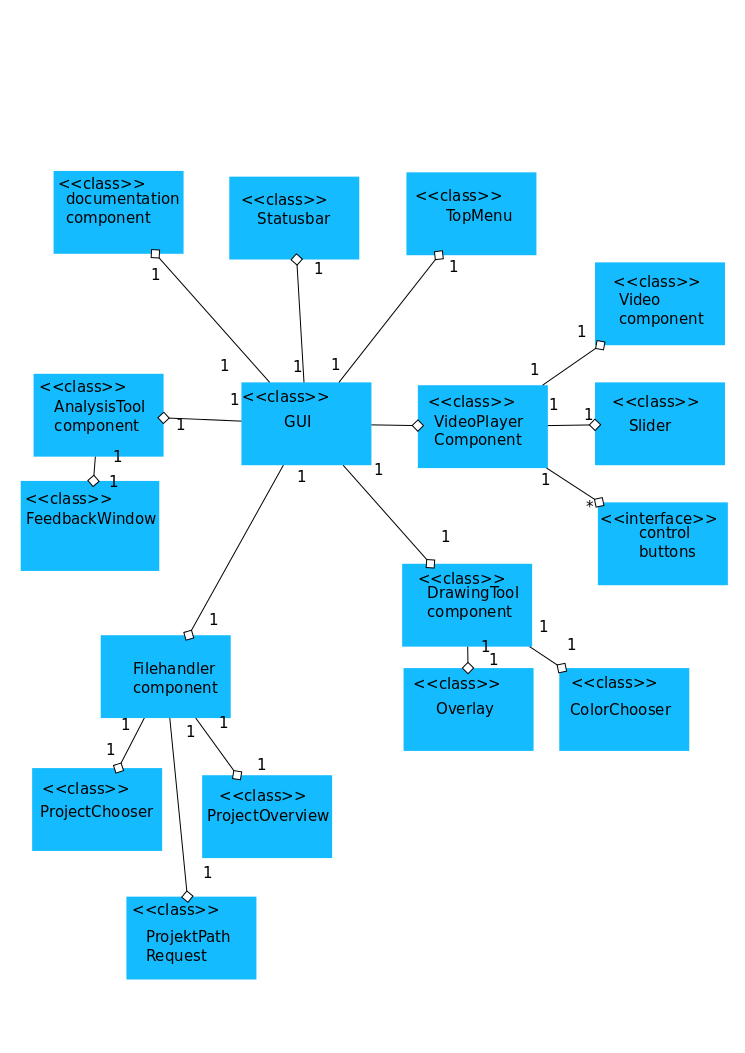 <<class>>
documentation
component
1
<<class>>
Statusbar
1
<<class>>
TopMenu
1
<<class>>
Video
component
1
1
1
1
1
<<class>>
AnalysisTool
component
1
1
1
<<class>>
GUI
1
1
<<class>>
VideoPlayer
Component
1
1
1
<<class>>
Slider
*
<<interface>>
control
buttons
1
<<class>>
FeedbackWindow
1
<<class>>
DrawingTool
component
1
1
1
1
<<class>>
Overlay
<<class>>
ColorChooser
1
Filehandler
component
1
1
1
1
1
<<class>>
ProjectChooser
<<class>>
ProjectOverview
1
<<class>>
ProjektPath
Request